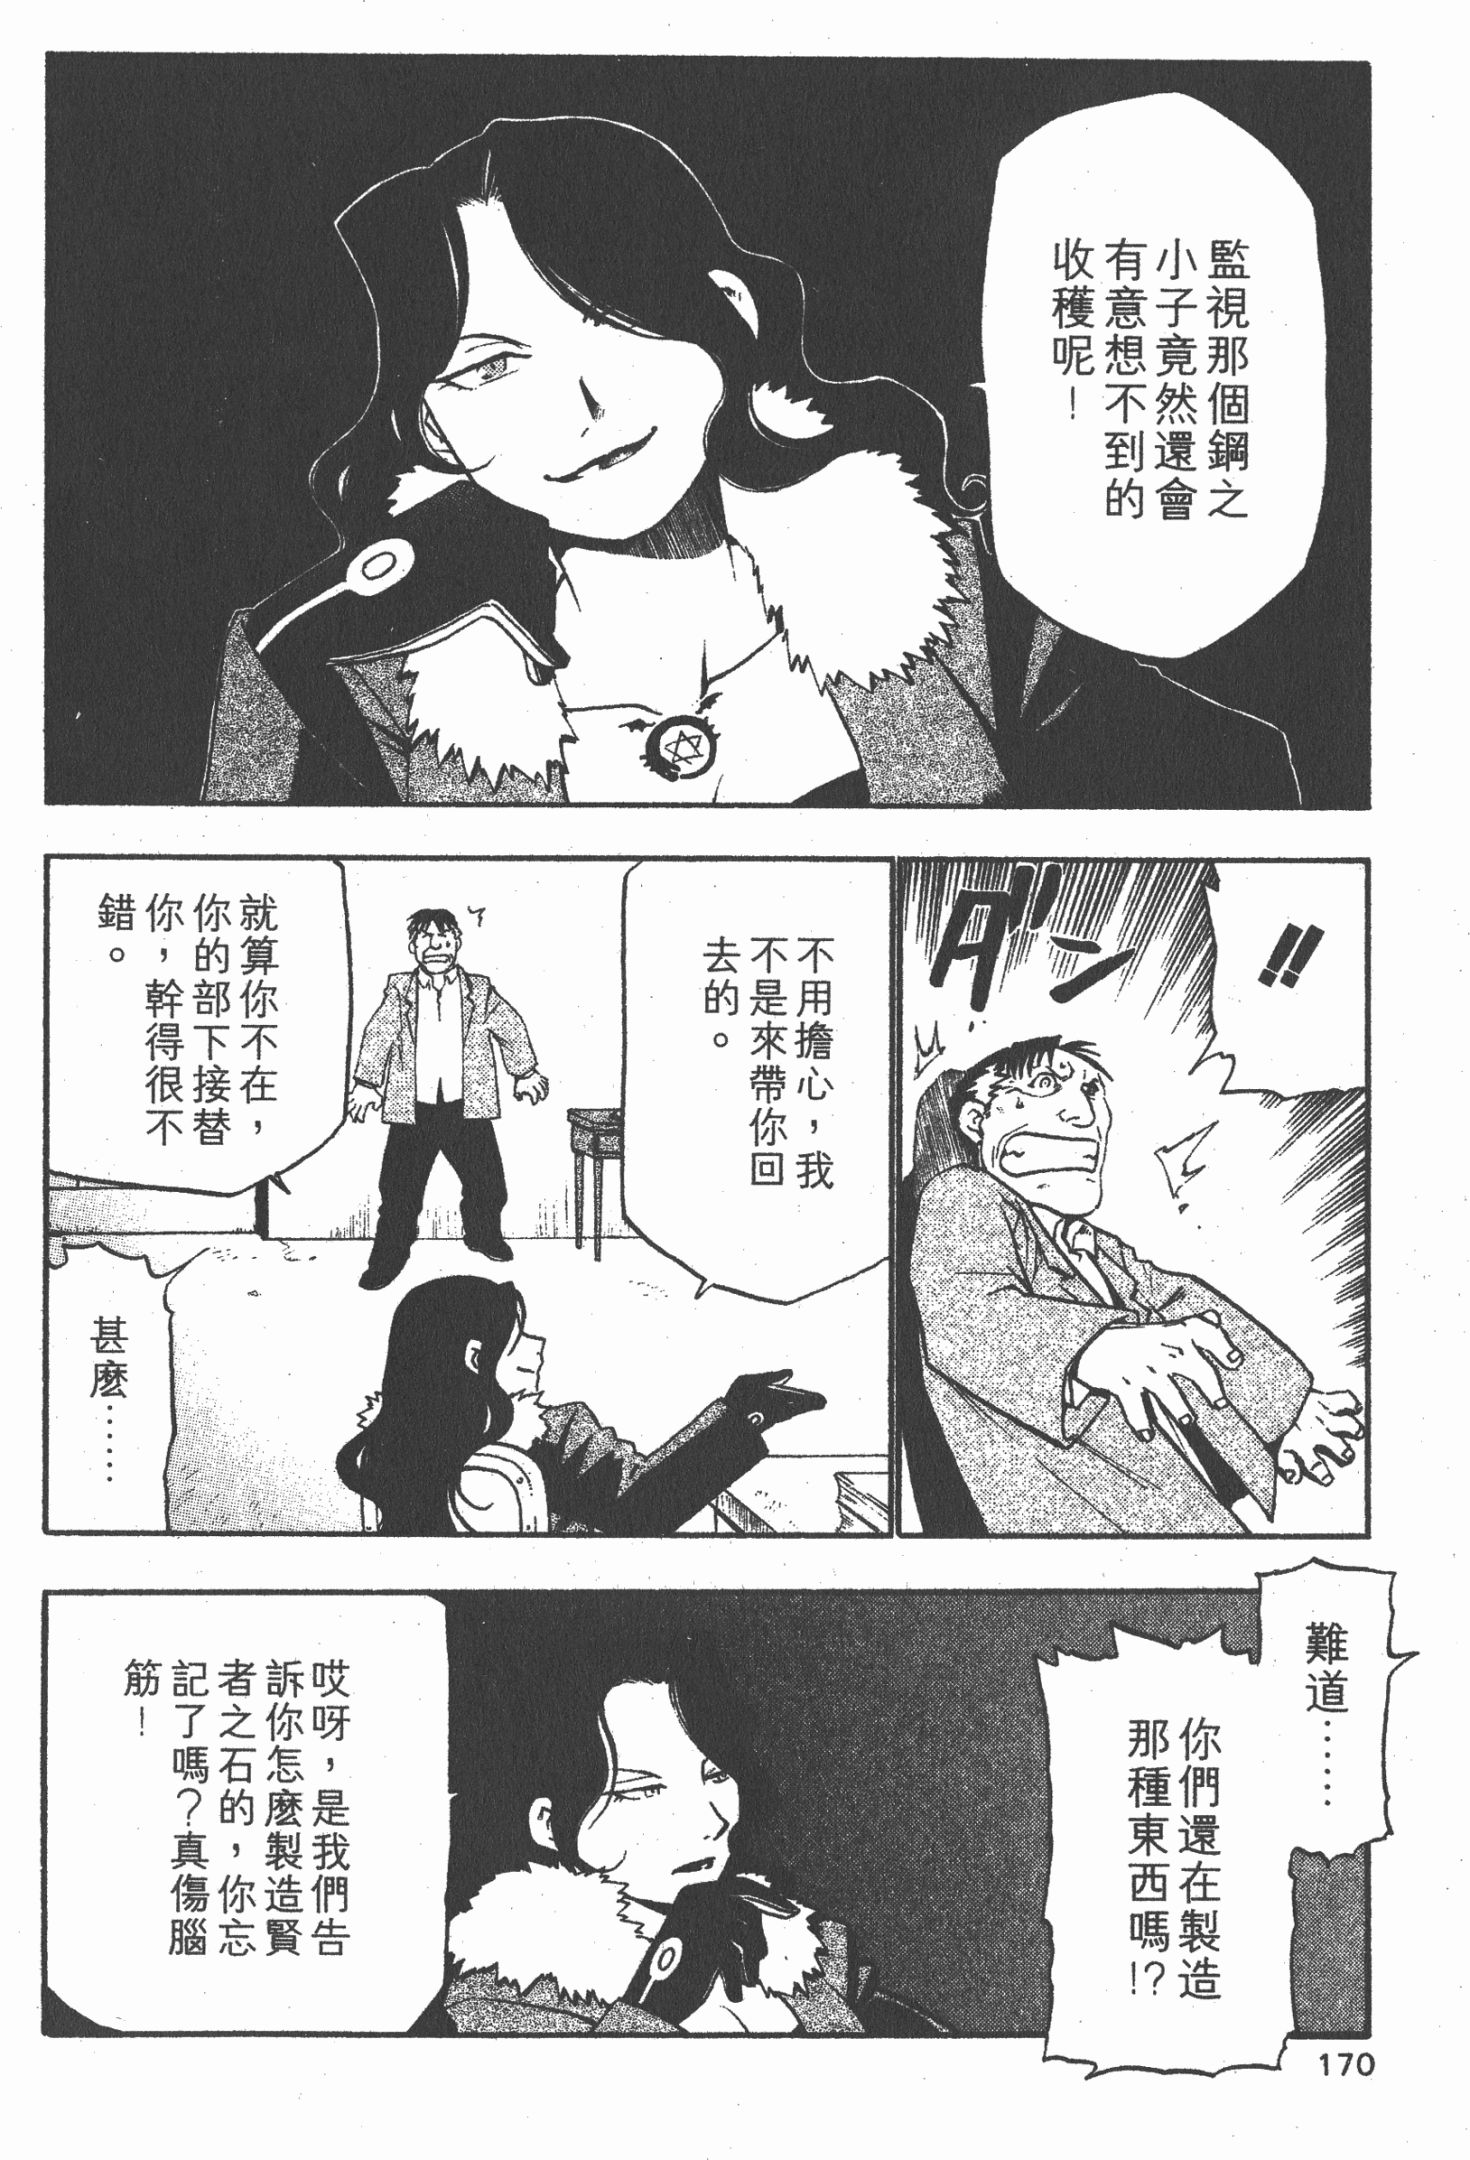 監視那個鋼之
小子竟然還會
有意想不到的
收穫呢！
!!
ダン
不用擔心，我
不是來帶你回
去的。
就算你不在，
你的部下接替
你，幹得很不
錯。
甚麼……
難道……
你們還在製造
那種東西嗎!?
哎呀，是我們告
訴你怎麼製造賢
者之石的，你忘
記了嗎？真傷腦
筋！
170